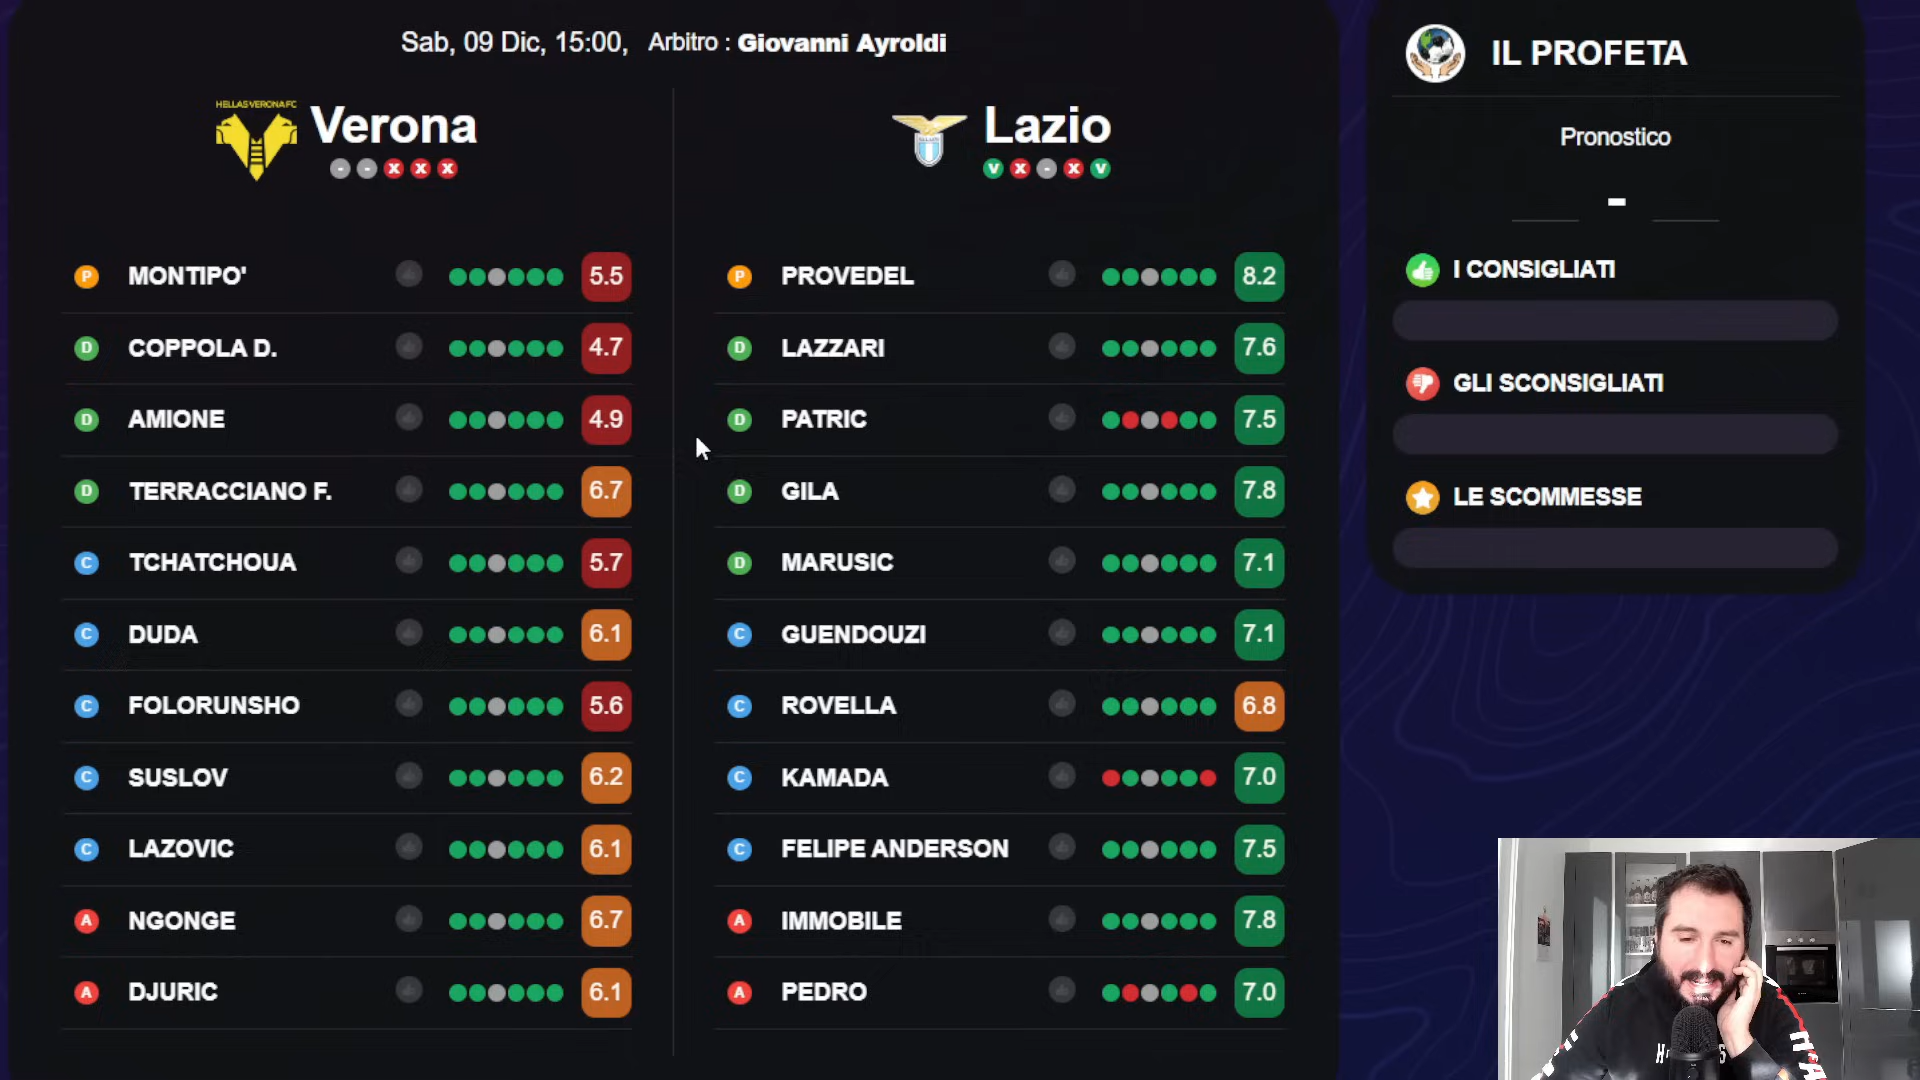 Sab, 09 Dic, 15:00, Arbitro : Giovanni Ayroldi
HELLAS VERONA FC
Verona
- - X X X
Lazio
V X - X V
P MONTIPO' 5.5
D COPPOLA D. 4.7
D AMIONE 4.9
D TERRACCIANO F. 6.7
C TCHATCHOUA 5.7
C DUDA 6.1
C FOLORUNSHO 5.6
C SUSLOV 6.2
C LAZOVIC 6.1
A NGONGE 6.7
A DJURIC 6.1
P PROVEDEL 8.2
D LAZZARI 7.6
D PATRIC 7.5
D GILA 7.8
D MARUSIC 7.1
C GUENDOUZI 7.1
C ROVELLA 6.8
C KAMADA 7.0
C FELIPE ANDERSON 7.5
A IMMOBILE 7.8
A PEDRO 7.0
IL PROFETA
Pronostico
-
I CONSIGLIATI
GLI SCONSIGLIATI
LE SCOMMESSE